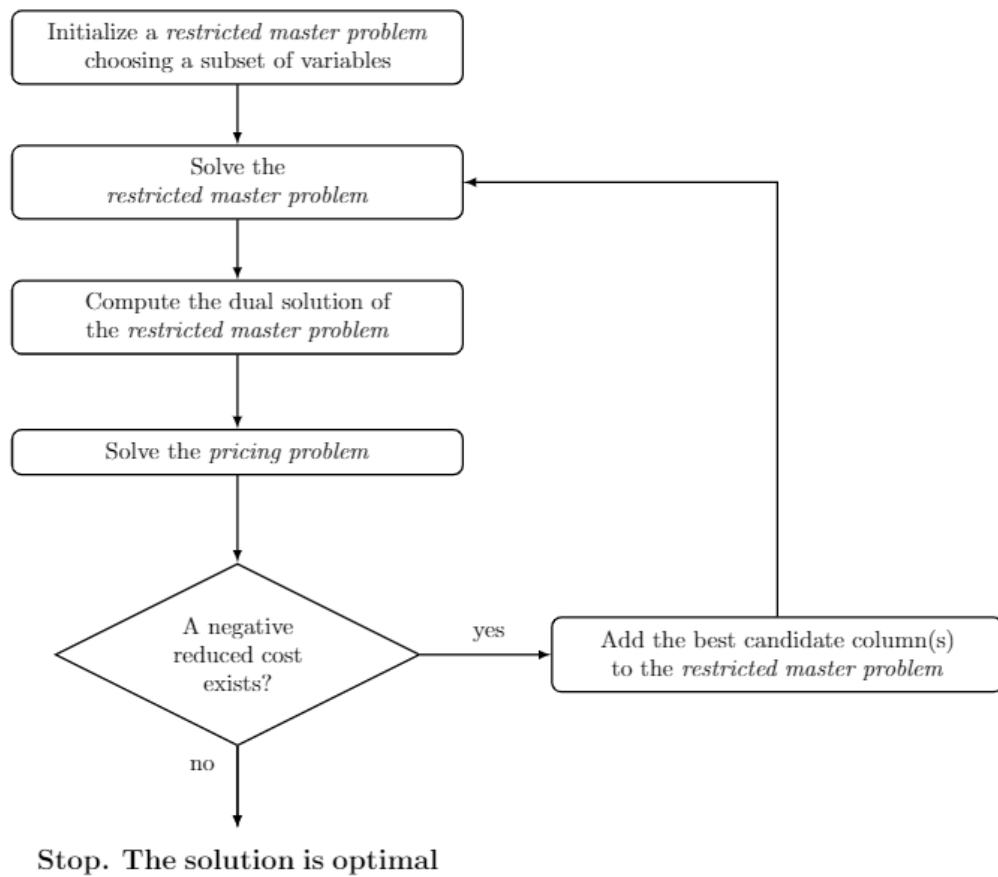 Initialize a restricted master problem
choosing a subset of variables
Solve the
restricted master problem
Compute the dual solution of
the restricted master problem
Solve the pricing problem
A negative
reduced cost
exists?
yes
Add the best candidate column(s)
to the restricted master problem
no
Stop. The solution is optimal